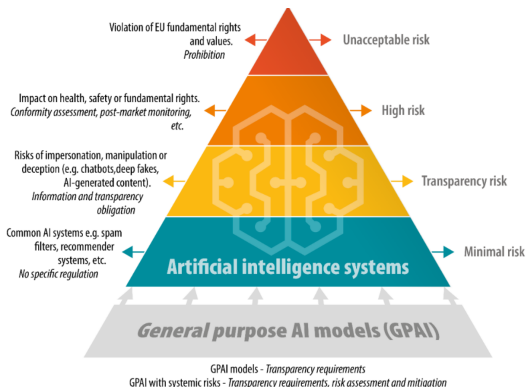 Violation of EU fundamental rights
and values.
Prohibition
Unacceptable risk
Impact on health, safety or fundamental rights.
Conformity assessment, post-market monitoring,
etc.
High risk
Risks of impersonation, manipulation or
deception (e.g. chatbots,deep fakes,
AI-generated content).
Information and transparency
obligation
Transparency risk
Common AI systems e.g. spam
filters, recommender
systems, etc.
No specific regulation
Minimal risk
Artificial intelligence systems
General purpose AI models (GPAI)
GPAI models - Transparency requirements
GPAI with systemic risks - Transparency requirements, risk assessment and mitigation